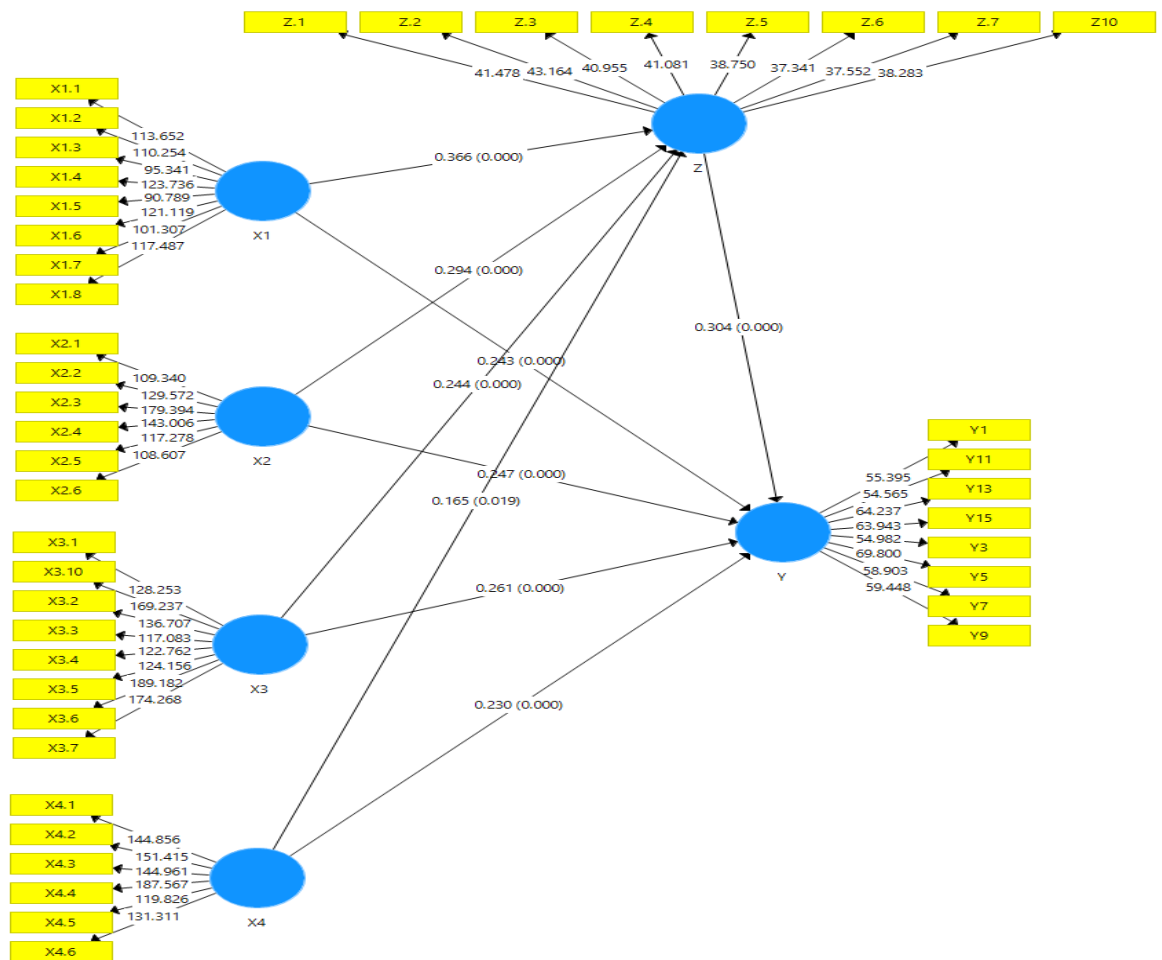 Z.1 Z.2 Z.3 Z.4 Z.5 Z.6 Z.7 Z10
41.478 43.164 40.955 41.081 38.750 37.341 37.552 38.283
Z
X1.1
X1.2
X1.3
X1.4
X1.5
X1.6
X1.7
X1.8
113.652
110.254
95.341
123.736
90.789
121.119
101.307
117.487
X1
0.366 (0.000)
0.294 (0.000)
0.304 (0.000)
0.243 (0.000)
0.244 (0.000)
X2.1
X2.2
X2.3
X2.4
X2.5
X2.6
109.340
129.572
179.394
143.006
117.278
108.607
X2
0.247 (0.000)
0.165 (0.019)
Y1
Y11
Y13
Y15
Y3
Y5
Y7
Y9
55.395
54.565
64.237
63.943
54.982
69.800
58.903
59.448
Y
X3.1
X3.10
X3.2
X3.3
X3.4
X3.5
X3.6
X3.7
128.253
169.237
136.707
117.083
122.762
124.156
189.182
174.268
X3
0.261 (0.000)
0.230 (0.000)
X4.1
X4.2
X4.3
X4.4
X4.5
X4.6
144.856
151.415
144.961
187.567
119.826
131.311
X4